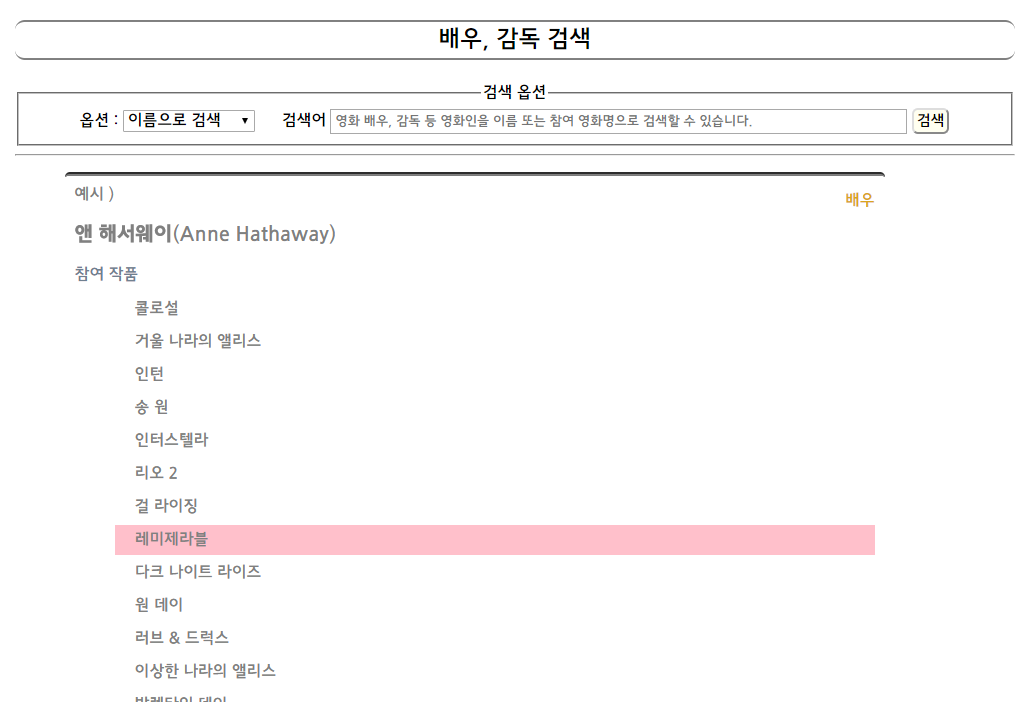 배우, 감독 검색
검색 옵션
옵션 : 이름으로 검색 ▼ 검색어 영화 배우, 감독 등 영화인을 이름 또는 참여 영화명으로 검색할 수 있습니다. 검색
예시 )
배우
앤 해서웨이(Anne Hathaway)
참여 작품
콜로설
거울 나라의 앨리스
인턴
송 원
인터스텔라
리오 2
걸 라이징
레미제라블
다크 나이트 라이즈
원 데이
러브 & 드럭스
이상한 나라의 앨리스